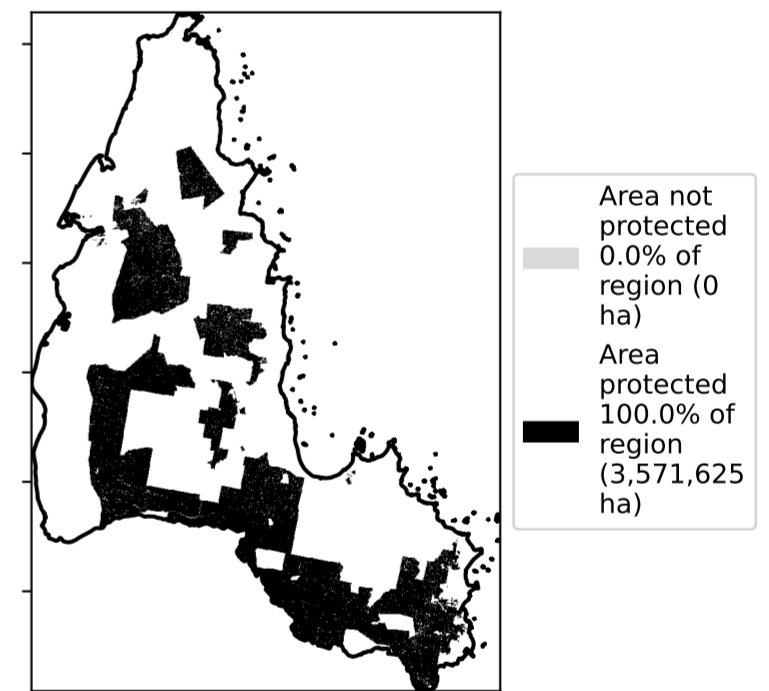 Area not
protected
0.0% of
region (0
ha)
Area
protected
100.0% of
region
(3,571,625
ha)